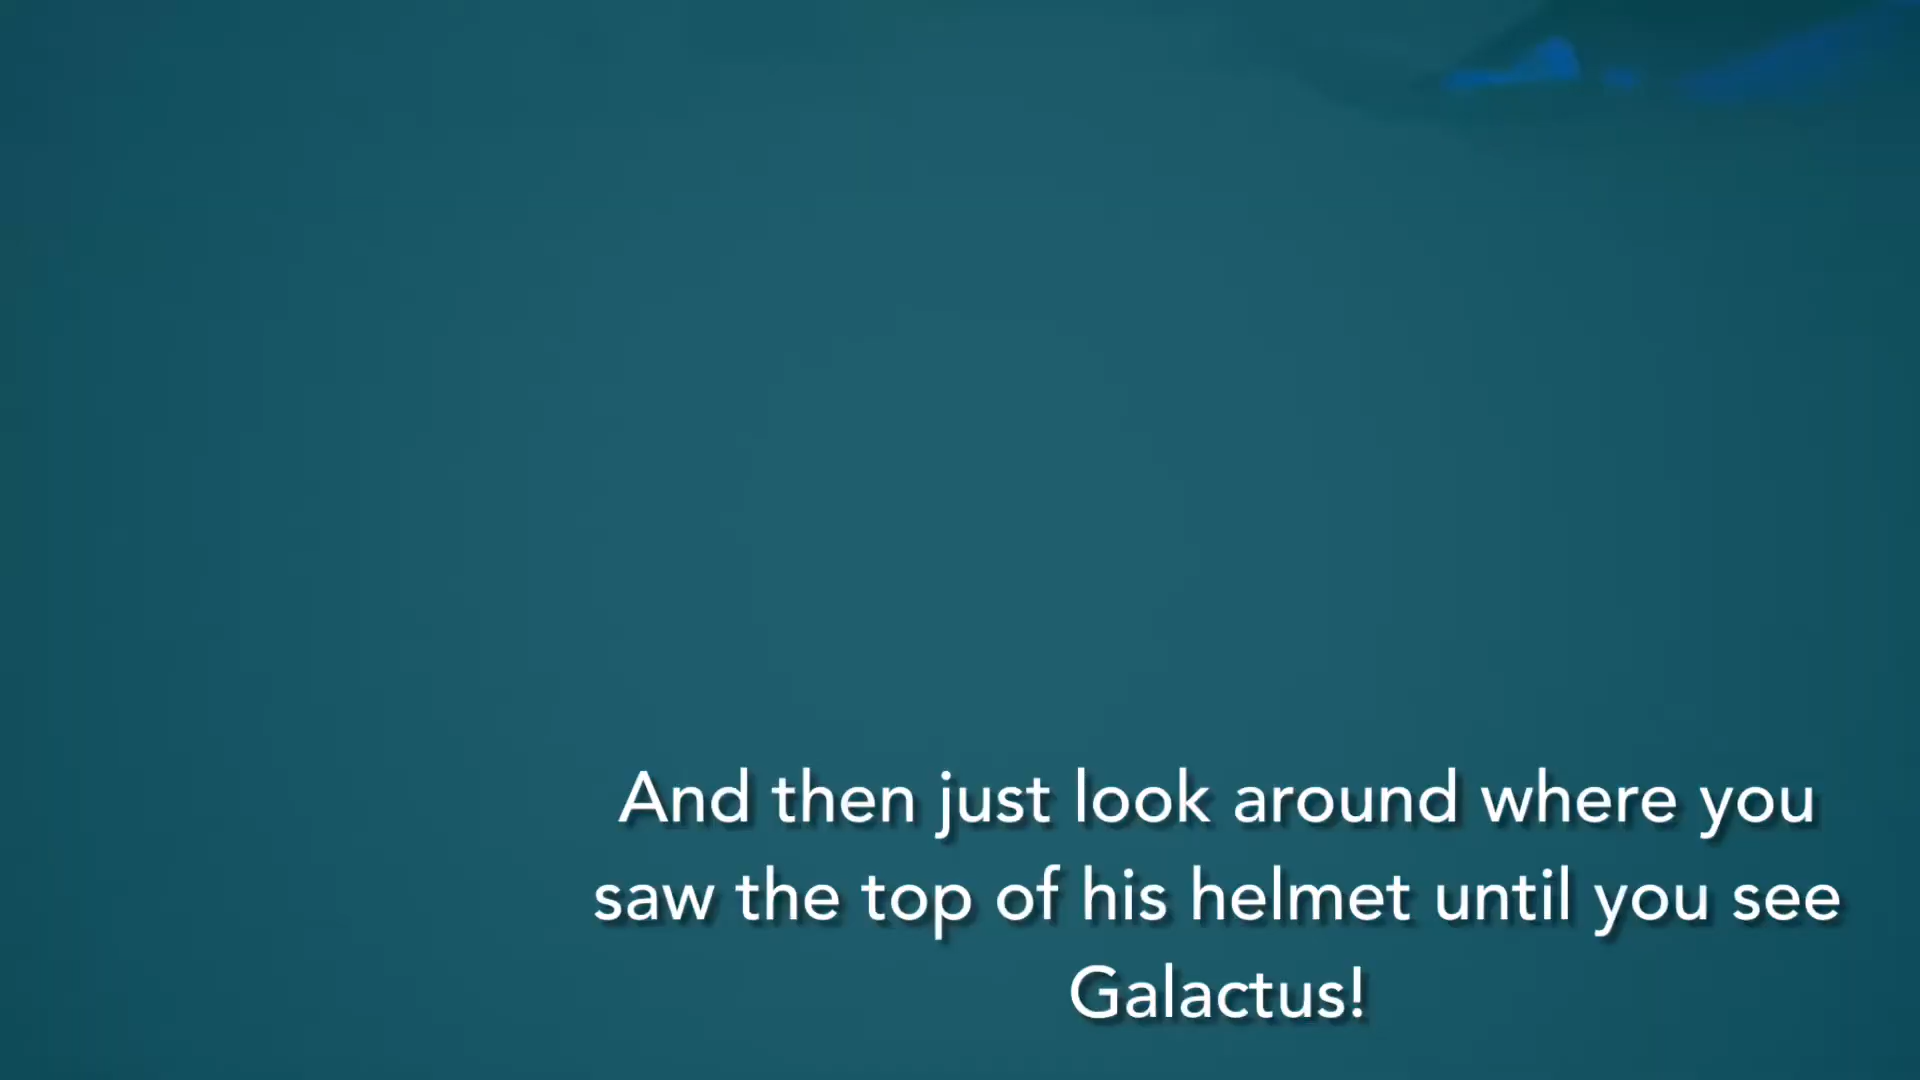 And then just look around where you
saw the top of his helmet until you see
Galactus!